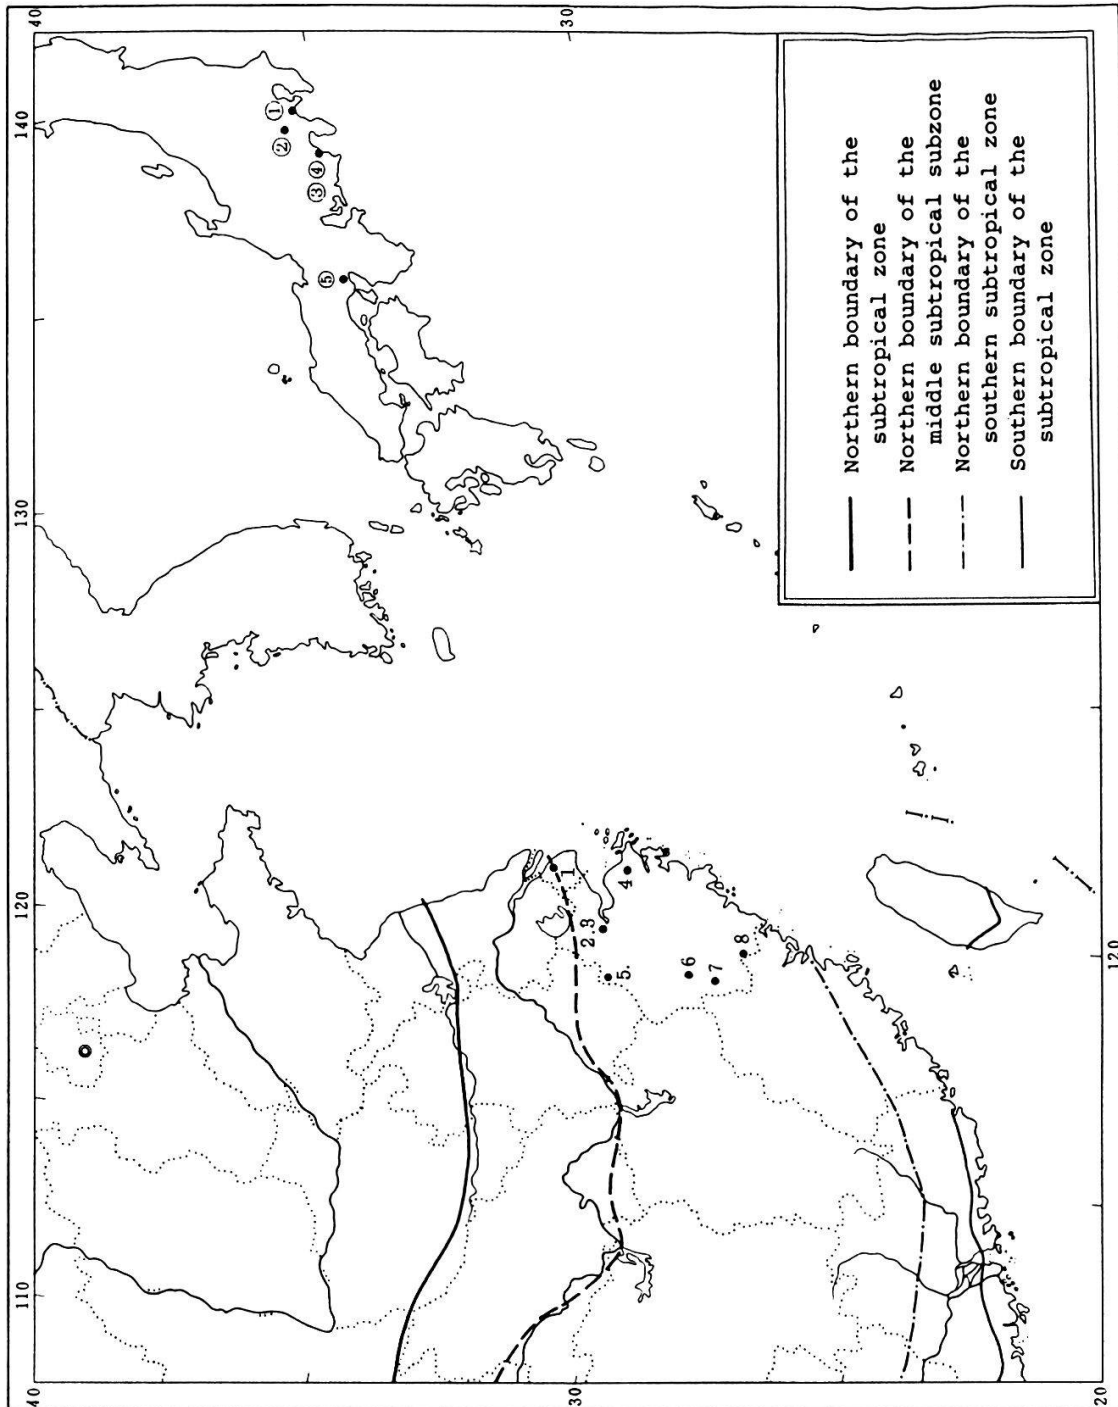 40
30
140
①
②
③ ④
⑤
130
120
1
2.3
4
5.
6
7
8
110
40
30
20
120
Northern boundary of the
subtropical zone
Northern boundary of the
middle subtropical subzone
Northern boundary of the
southern subtropical zone
Southern boundary of the
subtropical zone